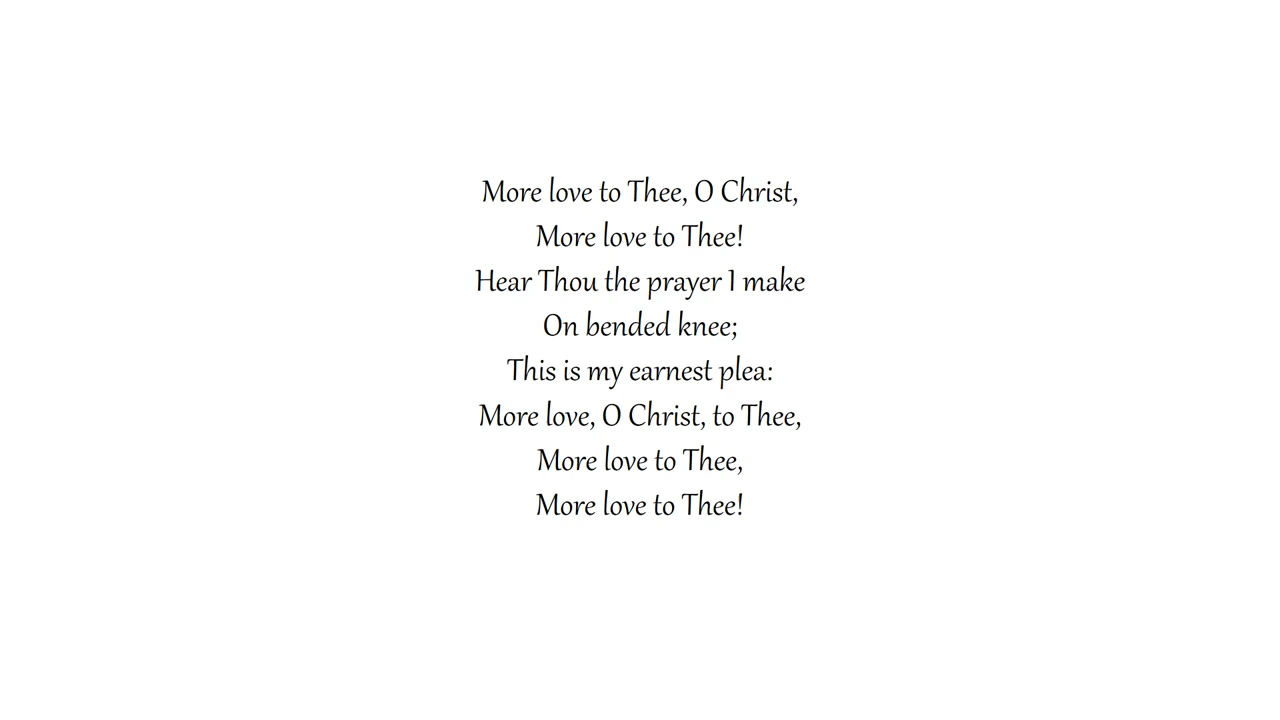 More love to Thee, O Christ,
More love to Thee!
Hear Thou the prayer I make
On bended knee;
This is my earnest plea:
More love, O Christ, to Thee,
More love to Thee,
More love to Thee!